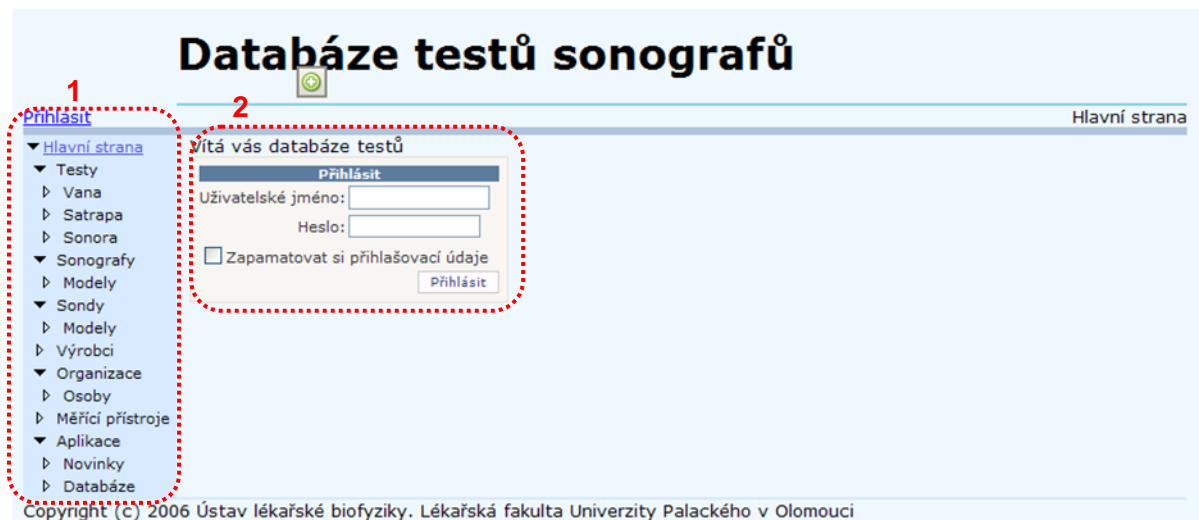 Databáze testů sonografů
1
2
Přihlásit
Hlavní strana
Hlavní strana
Testy
Vana
Satrapa
Sonora
Sonografy
Modely
Sondy
Modely
Výrobci
Organizace
Osoby
Měřící přístroje
Aplikace
Novinky
Databáze
Vítá vás databáze testů
Přihlásit
Uživatelské jméno:
Heslo:
Zapamatovat si přihlašovací údaje
Přihlásit
Copyright (c) 2006 Ústav lékařské biofyziky. Lékařská fakulta Univerzity Palackého v Olomouci